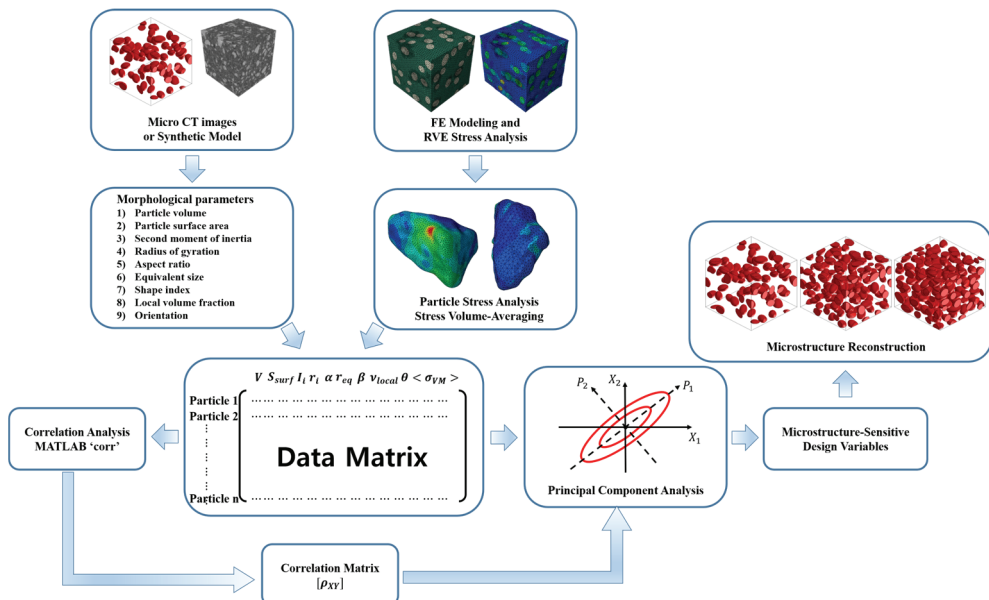 Micro CT images
or Synthetic Model
FE Modeling and
RVE Stress Analysis
Morphological parameters
1) Particle volume
2) Particle surface area
3) Second moment of inertia
4) Radius of gyration
5) Aspect ratio
6) Equivalent size
7) Shape index
8) Local volume fraction
9) Orientation
Particle Stress Analysis
Stress Volume-Averaging
Microstructure Reconstruction
V S_surf I_i r_i α r_eq β v_local θ < σ_VM >
Particle 1 ... ... ... ... ... ... ... ... ... ... ... ... ...
Particle 2 ... ... ... ... ... ... ... ... ... ... ... ... ...
Data Matrix
Particle n ... ... ... ... ... ... ... ... ... ... ... ... ...
Correlation Analysis
MATLAB ‘corr’
X_2
P_2
P_1
X_1
Principal Component Analysis
Microstructure-Sensitive
Design Variables
Correlation Matrix
[ρ_XY]